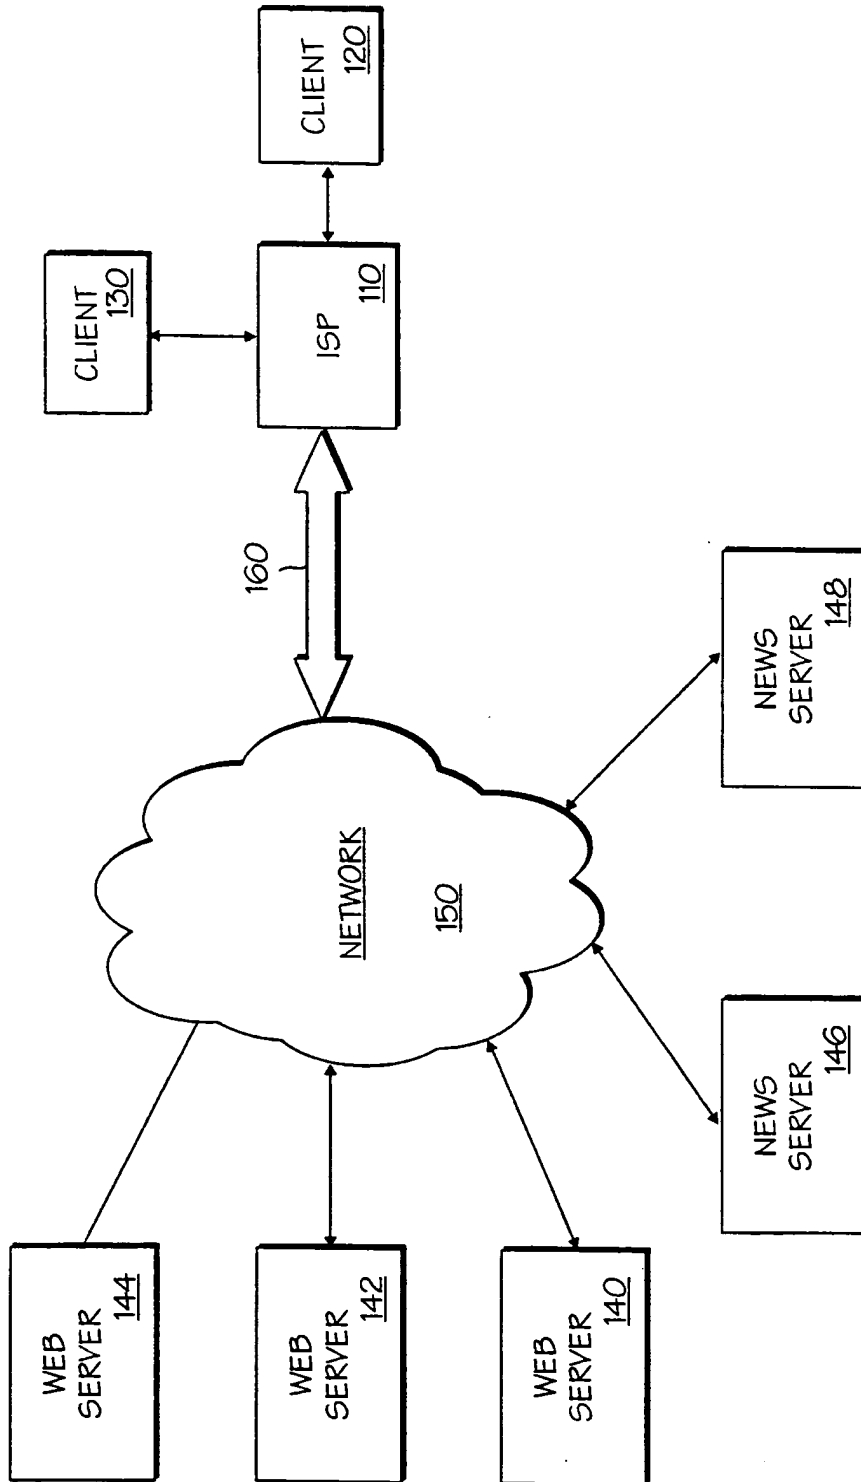 WEB
SERVER
144
WEB
SERVER
142
WEB
SERVER
140
NETWORK
150
160
NEWS
SERVER
146
NEWS
SERVER
148
CLIENT
130
ISP
110
CLIENT
120